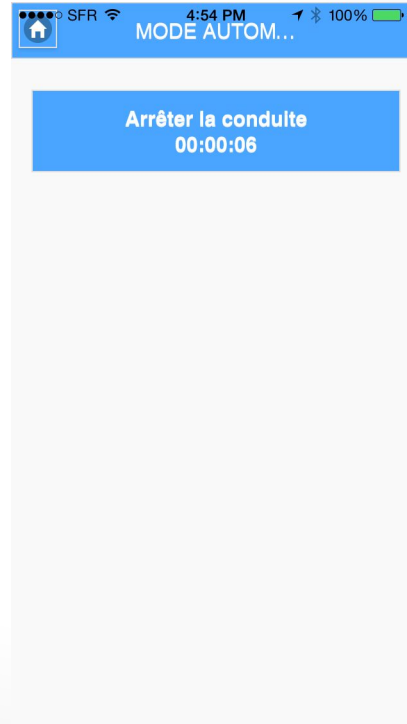 SFR 4:54 PM 100%
MODE AUTOM...
Arrêter la conduite
00:00:06